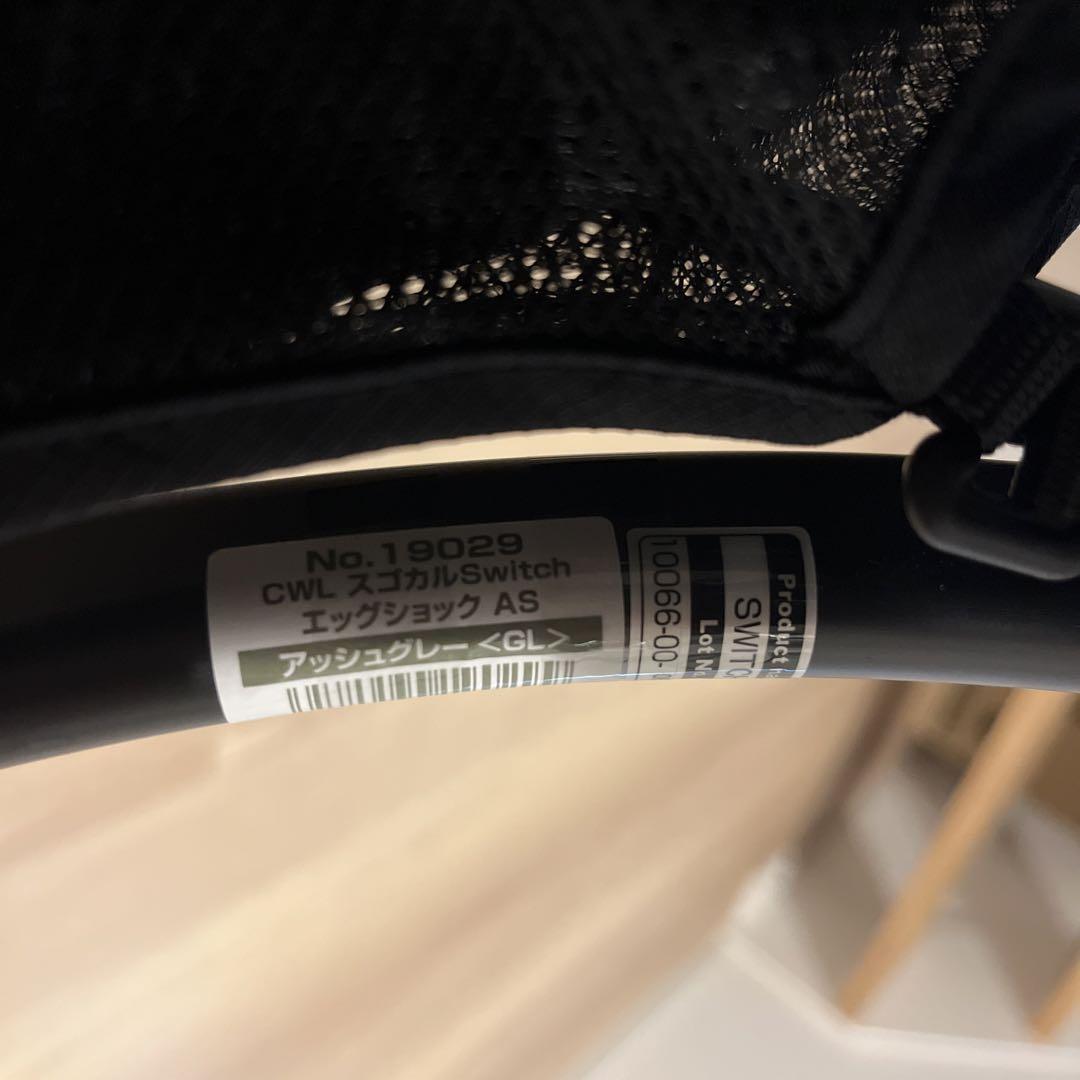 No.19029
CWL スゴカルSwitch
エッグショック AS
アッシュグレー <GL>
Product
SWITC
Lot No
10066-00-